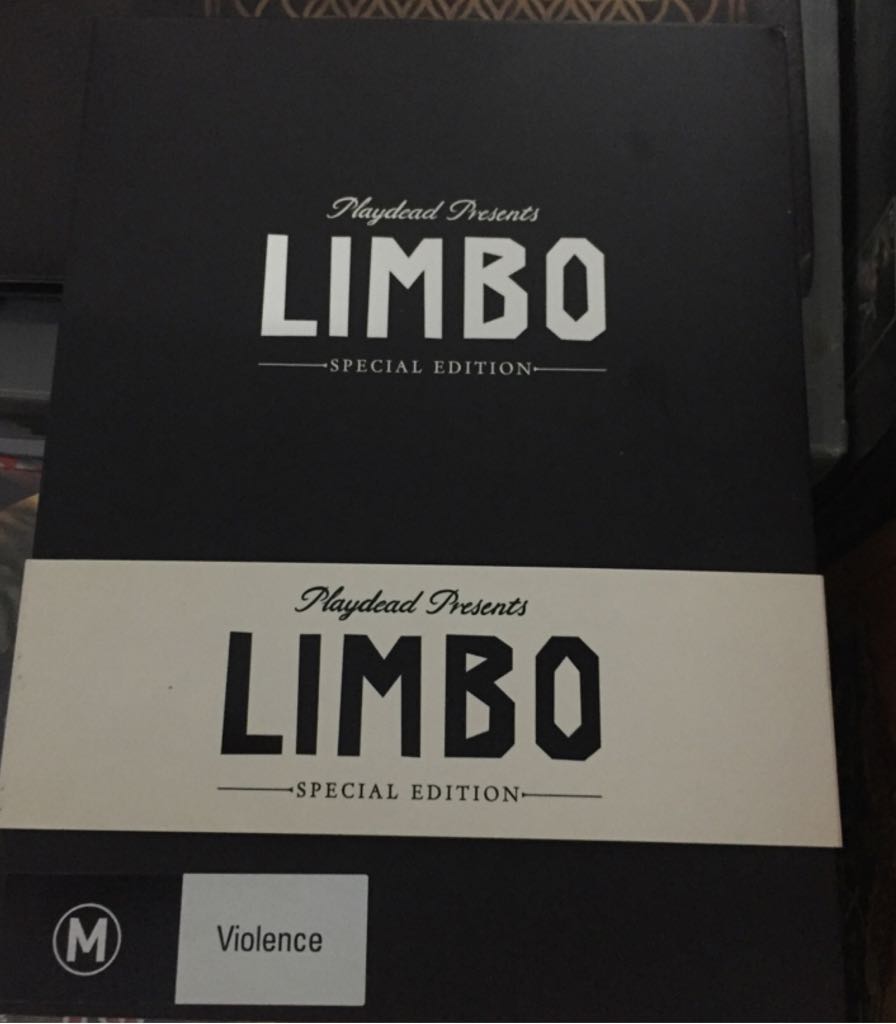 Playdead Presents
LIMBO
SPECIAL EDITION
Playdead Presents
LIMBO
SPECIAL EDITION
M
Violence